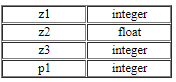 z1 integer
z2 float
z3 integer
p1 integer